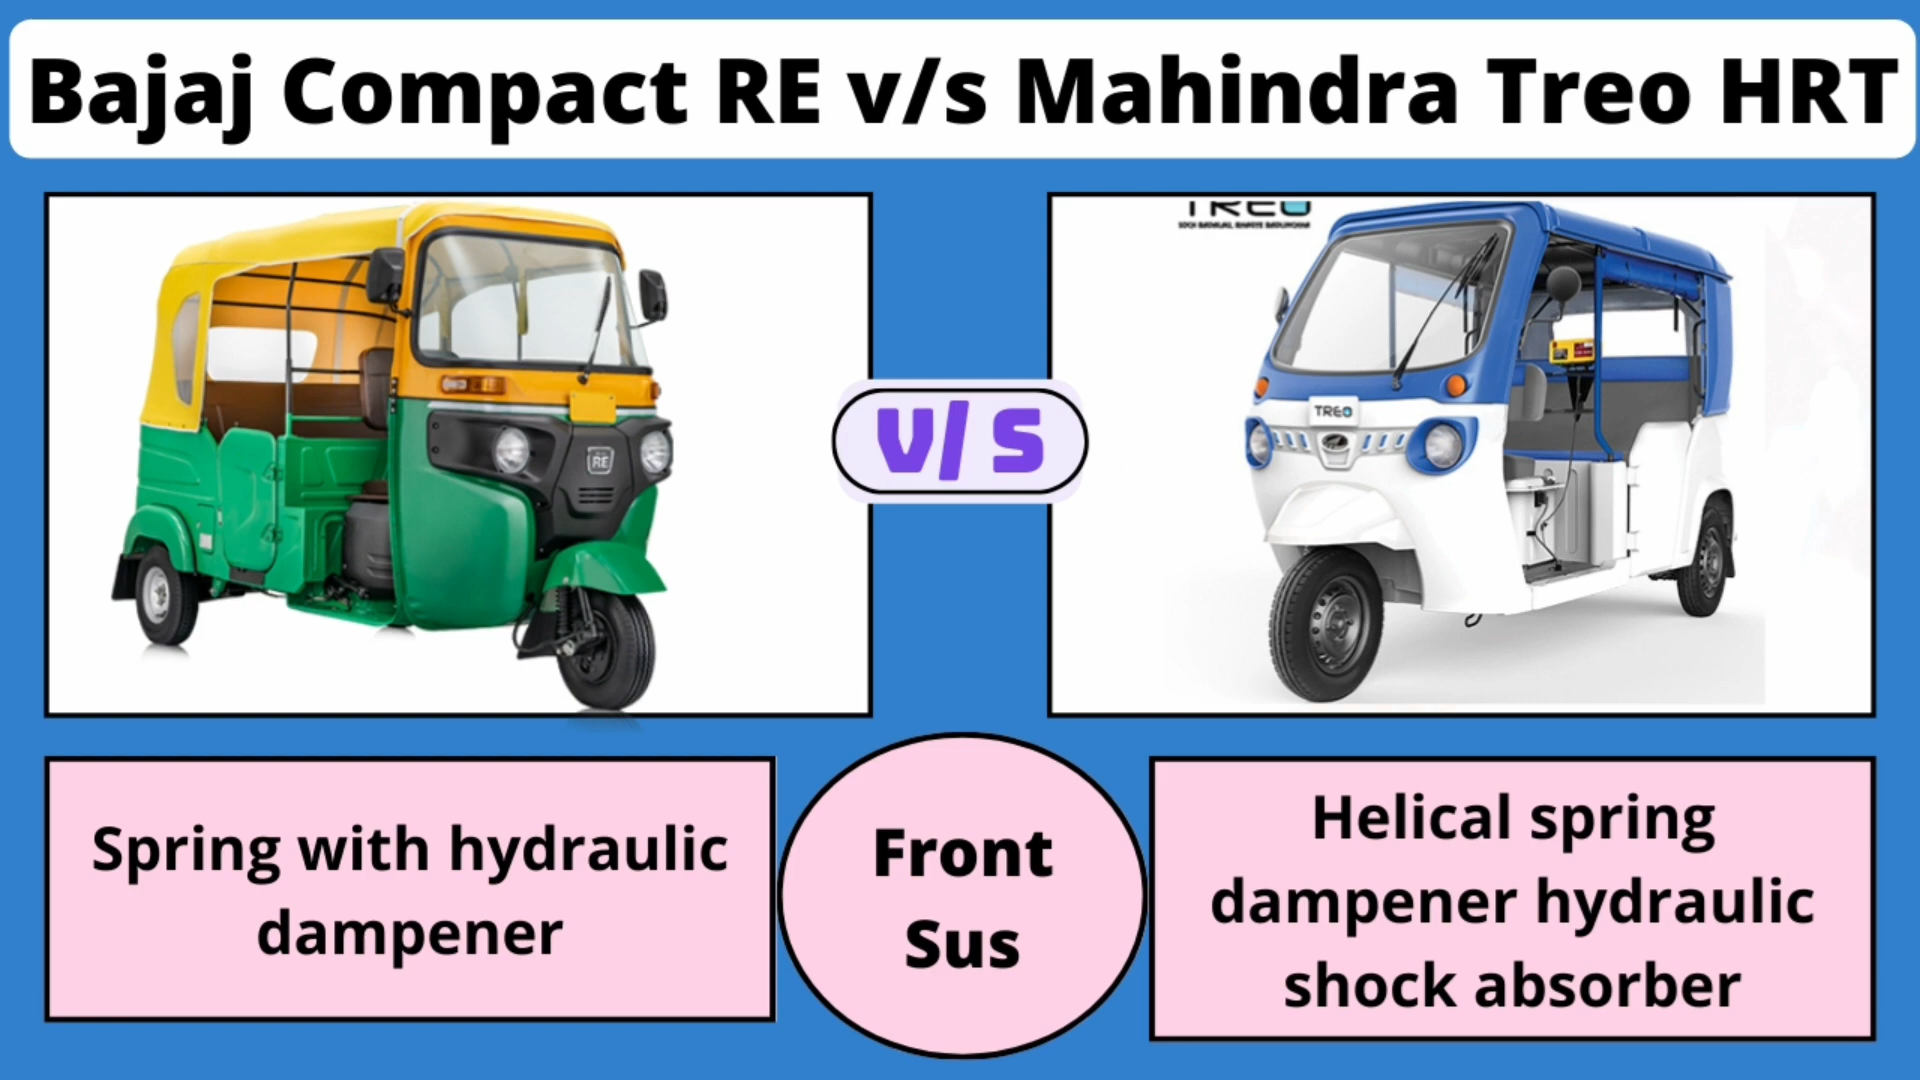 Bajaj Compact RE v/s Mahindra Treo HRT
TREO
V/S
RE
TREO
Spring with hydraulic
dampener
Front
Sus
Helical spring
dampener hydraulic
shock absorber